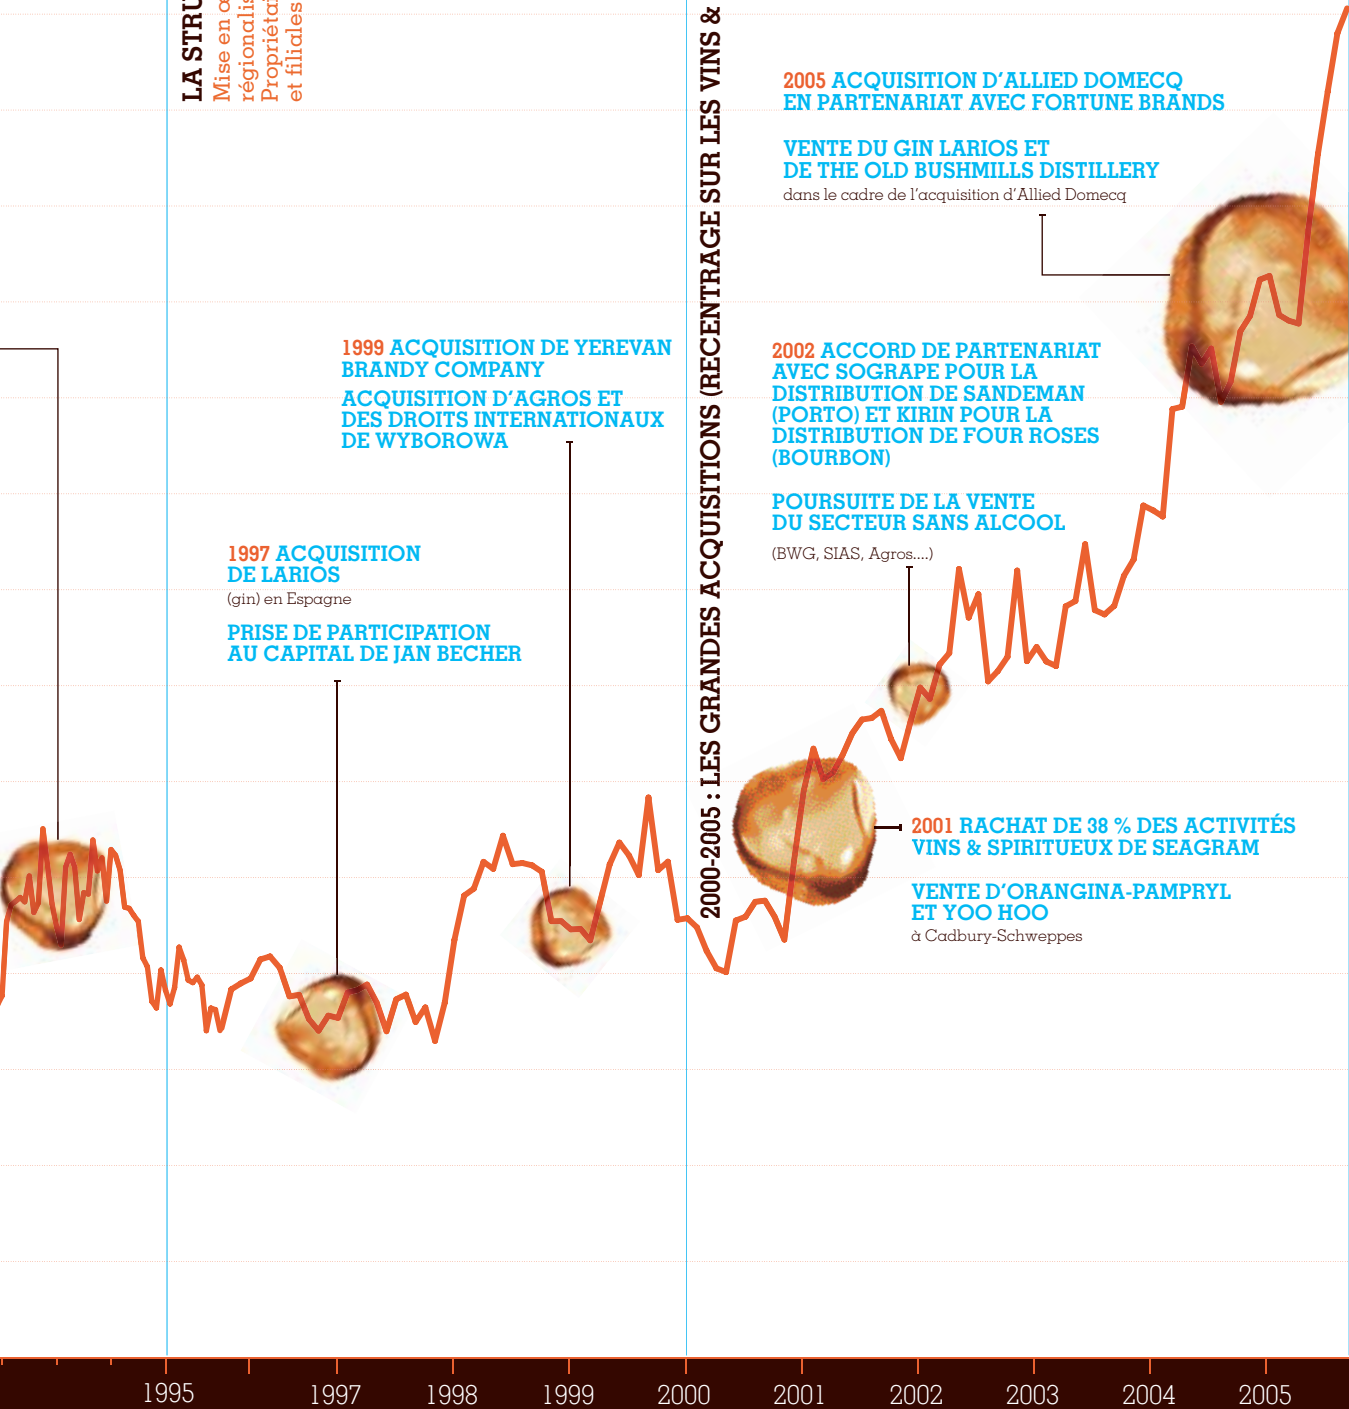 LA STRU
Mise en œ
régionalis
Propriétai
et filiales
2000-2005 : LES GRANDES ACQUISITIONS (RECENTRAGE SUR LES VINS &
2005 ACQUISITION D'ALLIED DOMECQ
EN PARTENARIAT AVEC FORTUNE BRANDS
VENTE DU GIN LARIOS ET
DE THE OLD BUSHMILLS DISTILLERY
dans le cadre de l'acquisition d'Allied Domecq
1999 ACQUISITION DE YEREVAN
BRANDY COMPANY
ACQUISITION D'AGROS ET
DES DROITS INTERNATIONAUX
DE WYBOROWA
2002 ACCORD DE PARTENARIAT
AVEC SOGRAPE POUR LA
DISTRIBUTION DE SANDEMAN
(PORTO) ET KIRIN POUR LA
DISTRIBUTION DE FOUR ROSES
(BOURBON)
POURSUITE DE LA VENTE
DU SECTEUR SANS ALCOOL
(BWG, SIAS, Agros....)
1997 ACQUISITION
DE LARIOS
(gin) en Espagne
PRISE DE PARTICIPATION
AU CAPITAL DE JAN BECHER
2001 RACHAT DE 38 % DES ACTIVITÉS
VINS & SPIRITUEUX DE SEAGRAM
VENTE D'ORANGINA-PAMPRYL
ET YOO HOO
à Cadbury-Schweppes
1995 1997 1998 1999 2000 2001 2002 2003 2004 2005